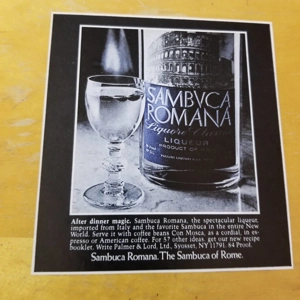 SAMBVCA
ROMANA
Liquore Classico
LIQUEUR
PRODUCT OF
After dinner magic. Sambuca Romana, the spectacular liqueur
imported from Italy and the favorite Sambuca in the entire New
World. Serve it with coffee beans Con Mosca, as a cordial, in es-
presso or American coffee. For 57 other ideas, get our new recipe
booklet. Write Palmer & Lord, Ltd., Syosset, NY 11791. 84 Proof.
Sambuca Romana. The Sambuca of Rome.